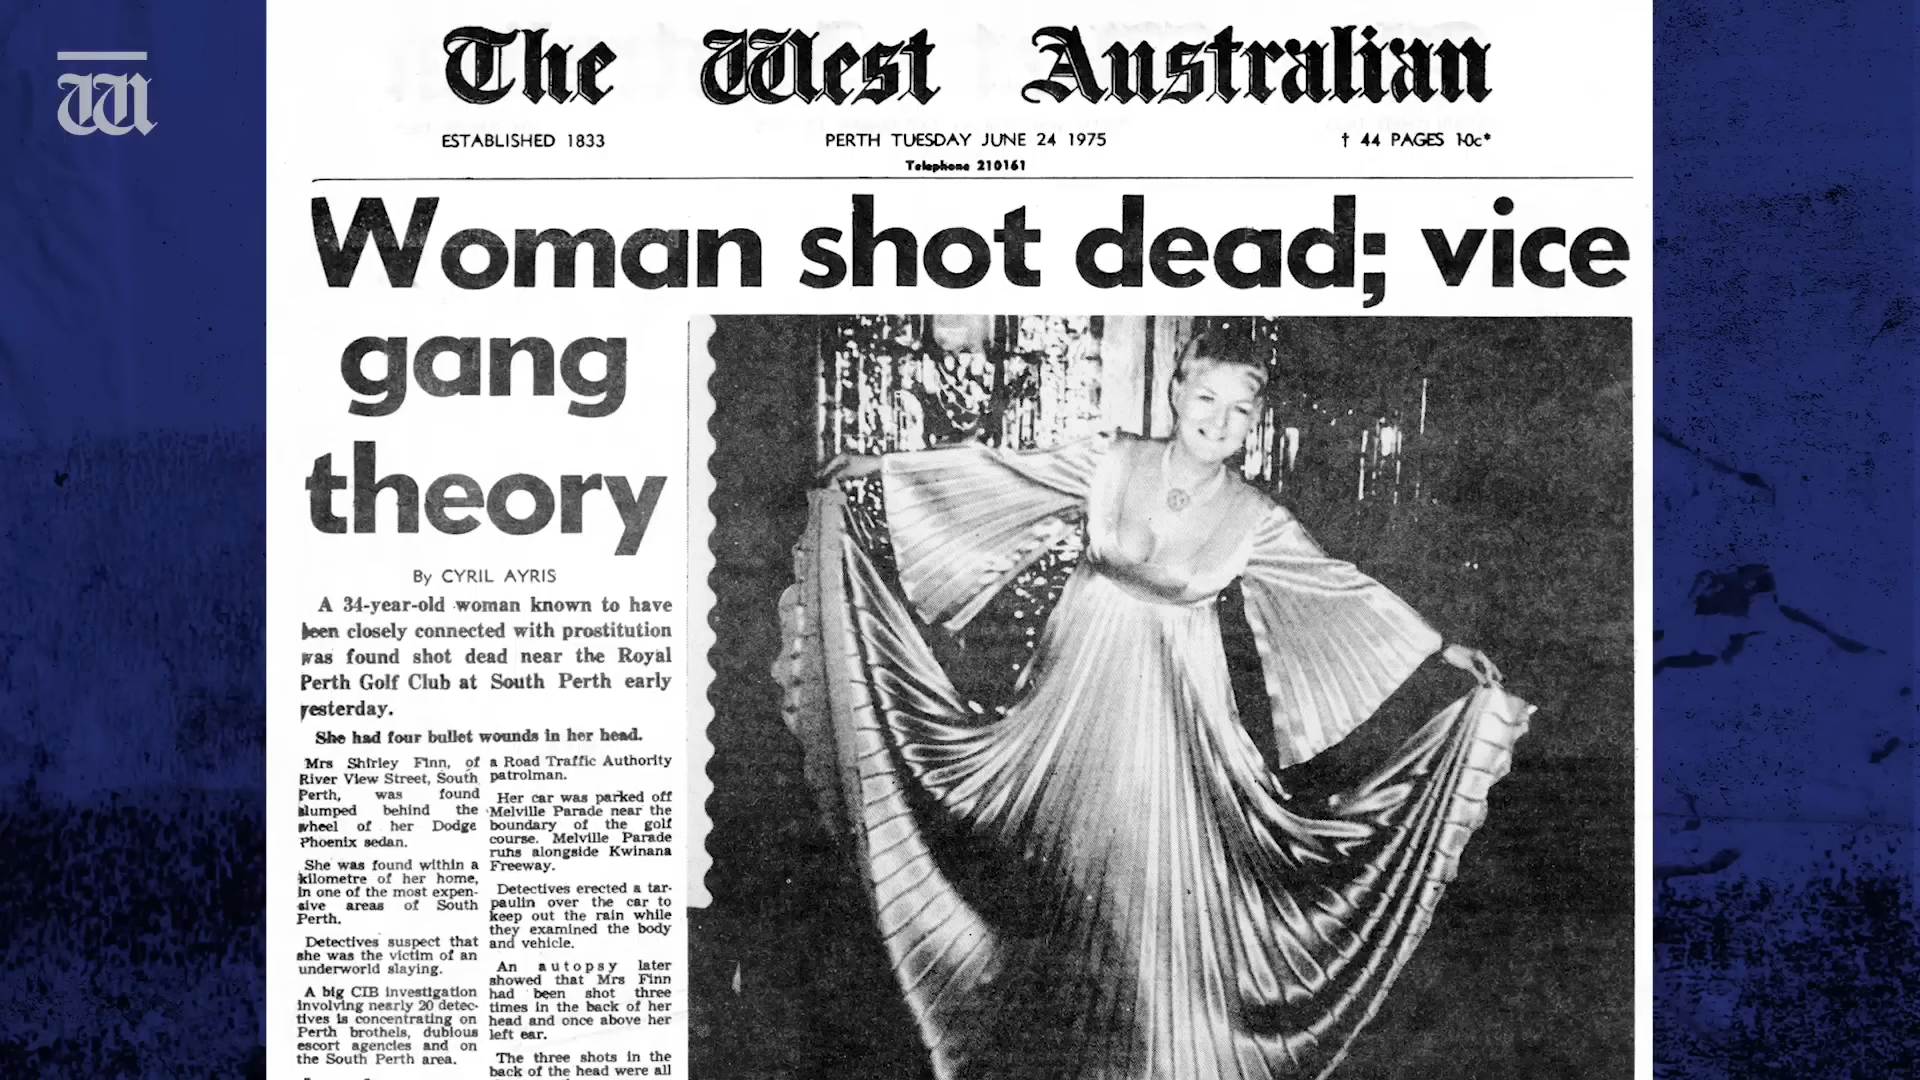 W
The West Australian
ESTABLISHED 1833
PERTH TUESDAY JUNE 24 1975
† 44 PAGES 10c*
Telephone 210161
Woman shot dead; vice
gang
theory
By CYRIL AYRIS
A 34-year-old woman known to have
been closely connected with prostitution
was found shot dead near the Royal
Perth Golf Club at South Perth early
yesterday.
She had four bullet wounds in her head.
Mrs Shirley Finn, of
River View Street, South
Perth, was found
slumped behind the
wheel of her Dodge
Phoenix sedan.
She was found within a
kilometre of her home,
in one of the most expen-
sive areas of South
Perth.
Detectives suspect that
she was the victim of an
underworld slaying.
A big CIB investigation
involving nearly 20 detec-
tives is concentrating on
Perth brothels, dubious
escort agencies and on
the South Perth area.
a Road Traffic Authority
patrolman.
Her car was parked off
Melville Parade near the
boundary of the golf
course. Melville Parade
runs alongside Kwinana
Freeway.
Detectives erected a tar-
paulin over the car to
keep out the rain while
they examined the body
and vehicle.
An autopsy later
showed that Mrs Finn
had been shot three
times in the back of her
head and once above her
left ear.
The three shots in the
back of the head were all